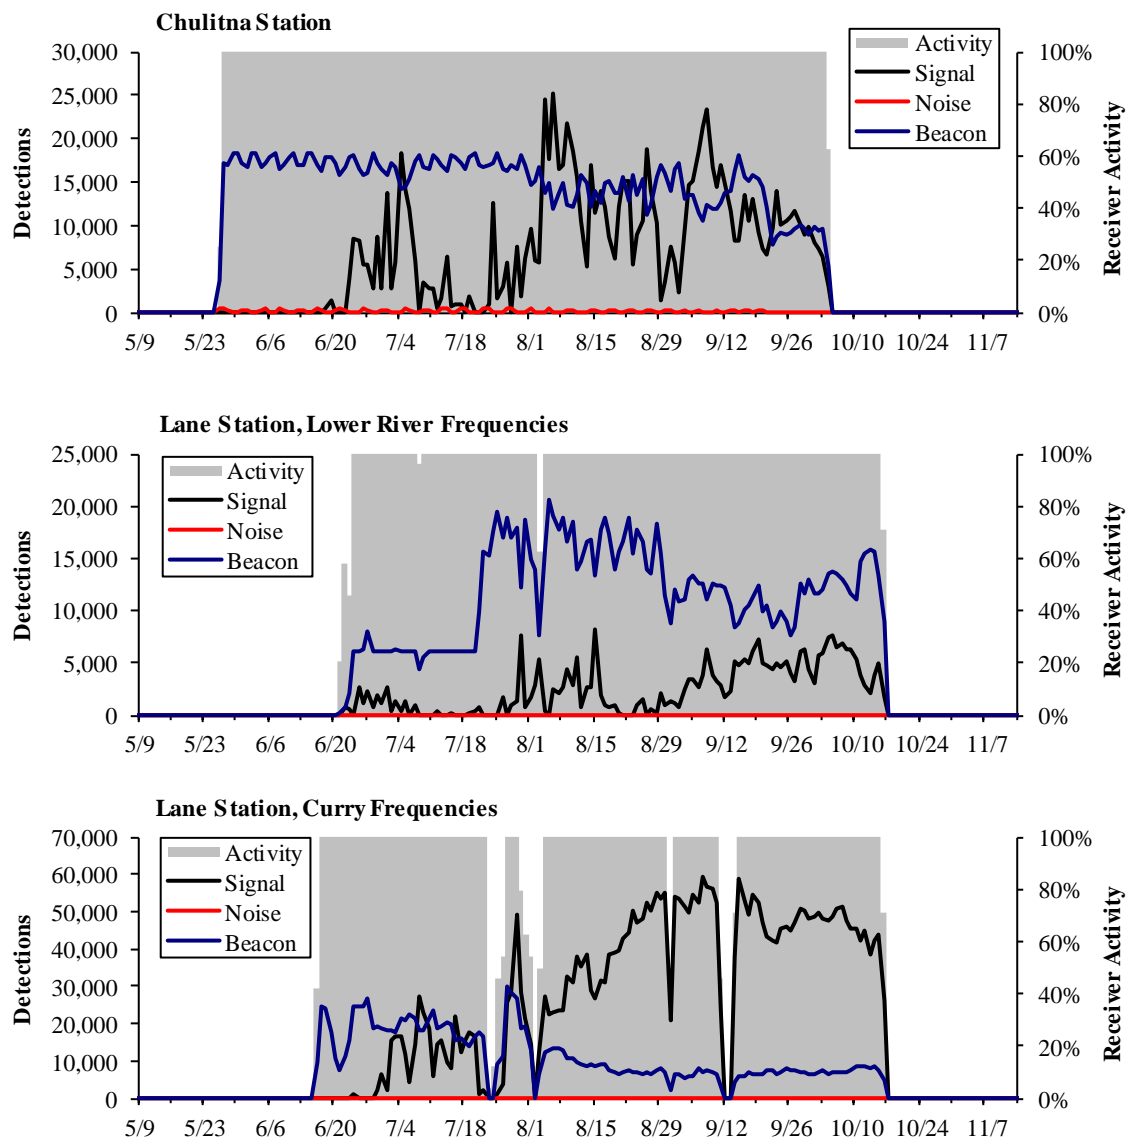 Chulitna Station
30,000
25,000
20,000
15,000
10,000
5,000
0
Detections
100%
80%
60%
40%
20%
0%
Receiver Activity
Activity
Signal
Noise
Beacon
5/9 5/23 6/6 6/20 7/4 7/18 8/1 8/15 8/29 9/12 9/26 10/10 10/24 11/7
Lane Station, Lower River Frequencies
25,000
20,000
15,000
10,000
5,000
0
Detections
100%
80%
60%
40%
20%
0%
Receiver Activity
Activity
Signal
Noise
Beacon
5/9 5/23 6/6 6/20 7/4 7/18 8/1 8/15 8/29 9/12 9/26 10/10 10/24 11/7
Lane Station, Curry Frequencies
70,000
60,000
50,000
40,000
30,000
20,000
10,000
0
Detections
100%
80%
60%
40%
20%
0%
Receiver Activity
Activity
Signal
Noise
Beacon
5/9 5/23 6/6 6/20 7/4 7/18 8/1 8/15 8/29 9/12 9/26 10/10 10/24 11/7